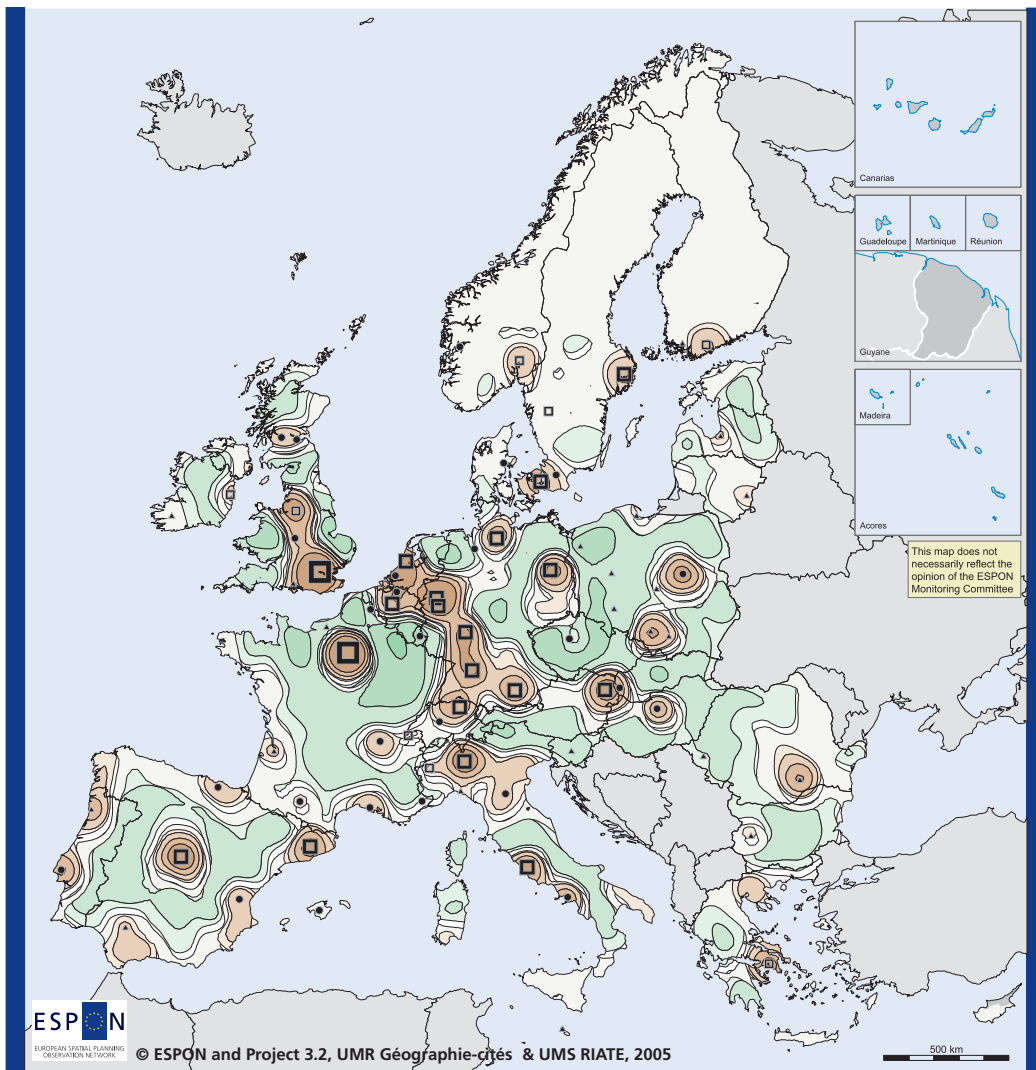 Canarias
Guadeloupe
Martinique
Réunion
Guyane
Madeira
Acores
This map does not
necessarily reflect the
opinion of the ESPON
Monitoring Committee
ESPON
EUROPEAN SPATIAL PLANNING
OBSERVATION NETWORK
© ESPON and Project 3.2, UMR Géographie-cités & UMS RIATE, 2005
500 km